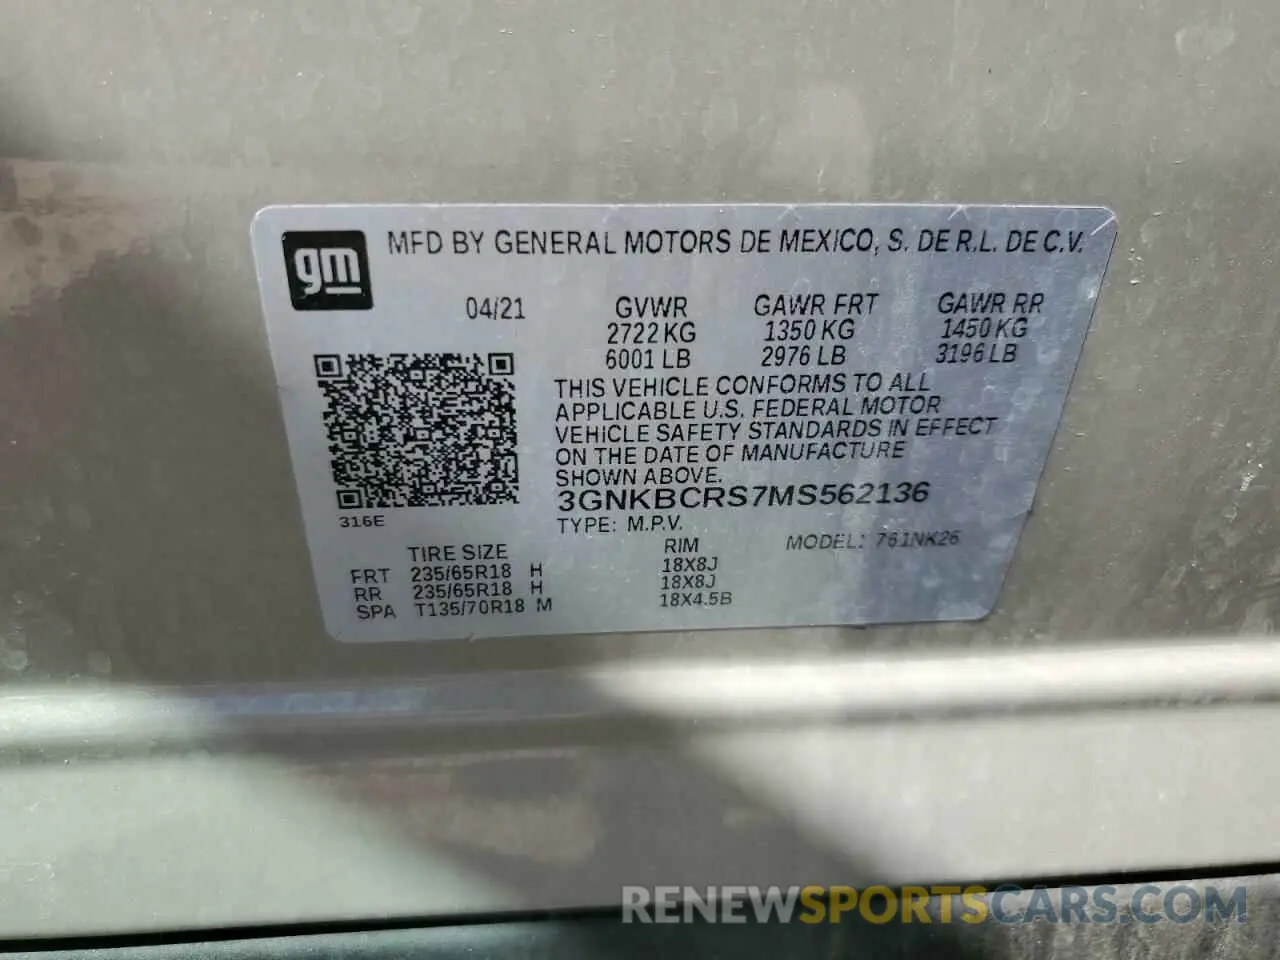 gm
MFD BY GENERAL MOTORS DE MEXICO, S. DE R.L. DE C.V.
04/21 GVWR GAWR FRT GAWR RR
2722 KG 1350 KG 1450 KG
6001 LB 2976 LB 3196 LB
THIS VEHICLE CONFORMS TO ALL
APPLICABLE U.S. FEDERAL MOTOR
VEHICLE SAFETY STANDARDS IN EFFECT
ON THE DATE OF MANUFACTURE
SHOWN ABOVE.
3GNKBCRS7MS562136
316E
TYPE: M.P.V.
TIRE SIZE RIM MODEL: 761NK26
FRT 235/65R18 H 18X8J
RR 235/65R18 H 18X8J
SPA T135/70R18 M 18X4.5B
RENEWSPORTSCARS.COM